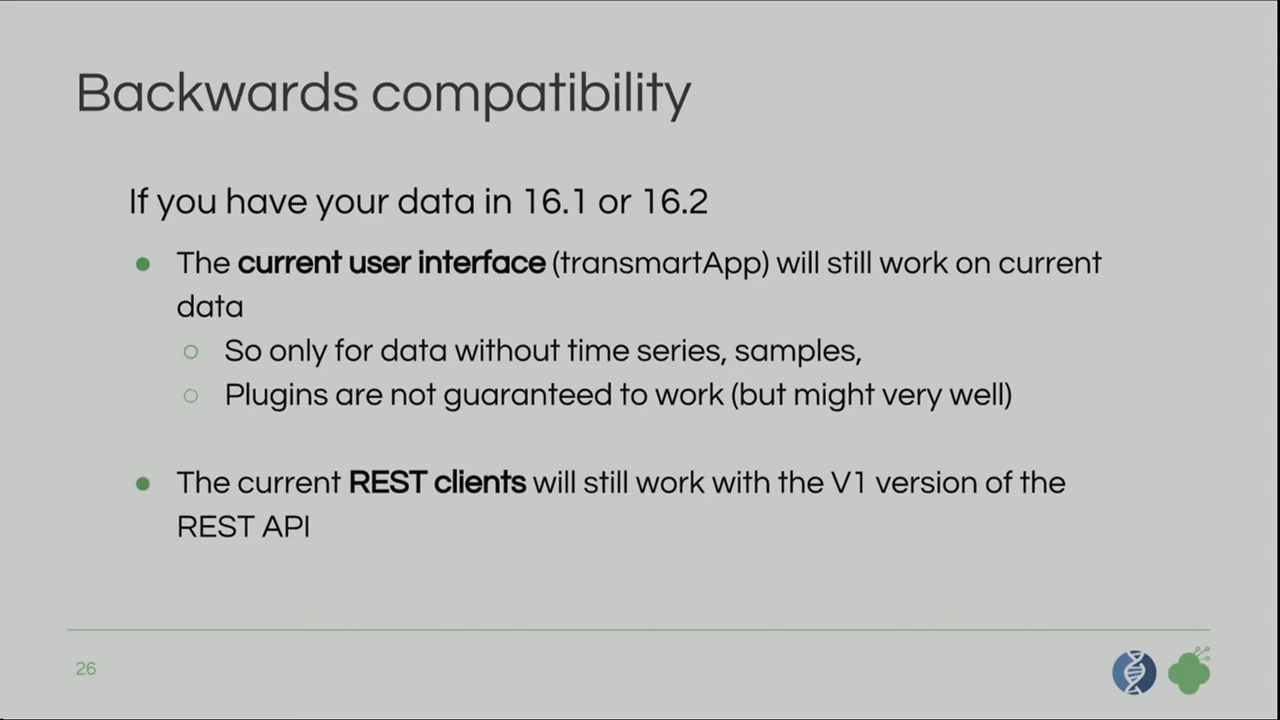 Backwards compatibility
If you have your data in 16.1 or 16.2
● The current user interface (transmartApp) will still work on current
data
○ So only for data without time series, samples,
○ Plugins are not guaranteed to work (but might very well)
● The current REST clients will still work with the V1 version of the
REST API
26